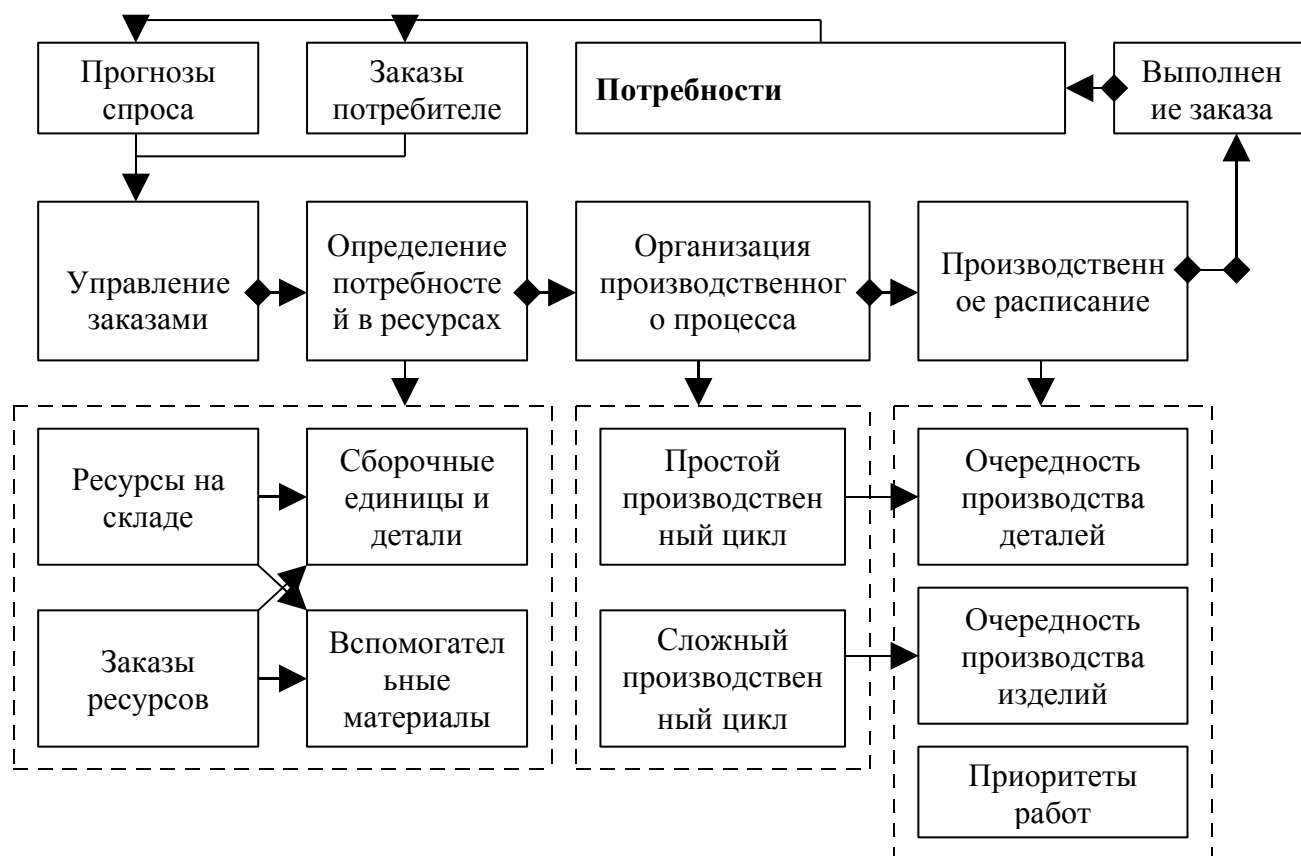 Прогнозы
спроса
Заказы
потребителе
Потребности
Выполнен
ие заказа
Управление
заказами
Определение
потребносте
й в ресурсах
Организация
производственног
о процесса
Производственн
ое расписание
Ресурсы на
складе
Сборочные
единицы и
детали
Простой
производствен
ный цикл
Очередность
производства
деталей
Заказы
ресурсов
Вспомогател
ьные
материалы
Сложный
производствен
ный цикл
Очередность
производства
изделий
Приоритеты
работ